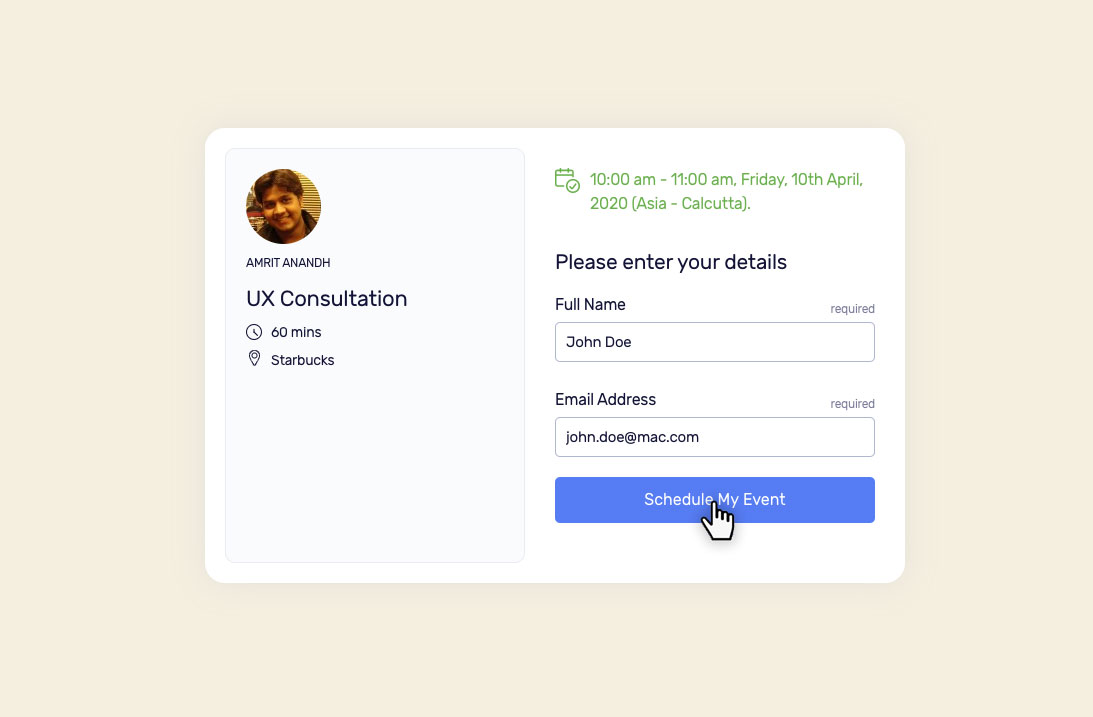 AMRIT ANANDH
UX Consultation
60 mins
Starbucks
10:00 am - 11:00 am, Friday, 10th April,
2020 (Asia - Calcutta).
Please enter your details
Full Name
required
John Doe
Email Address
required
john.doe@mac.com
Schedule My Event